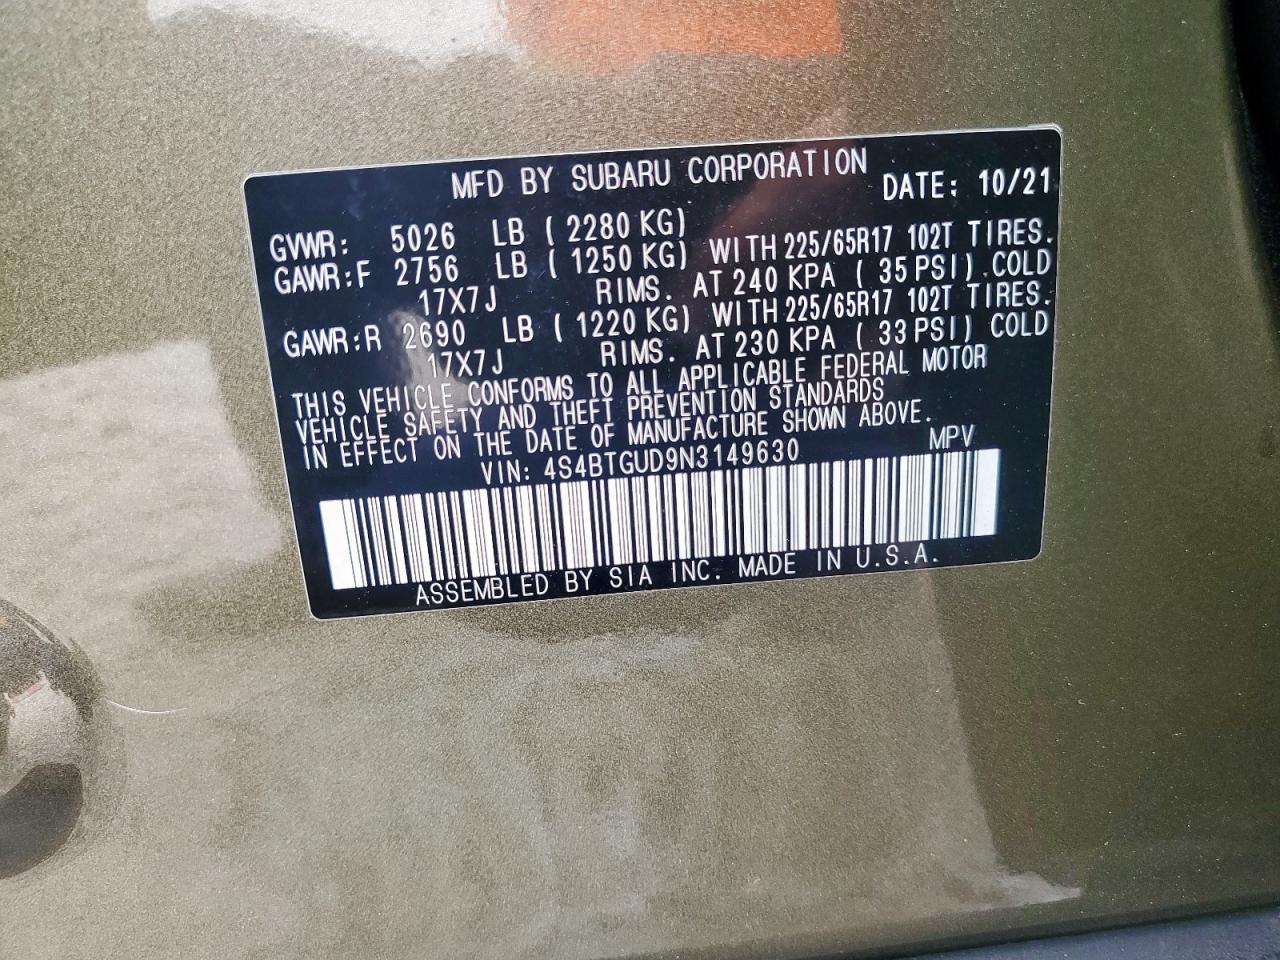 MFD BY SUBARU CORPORATION DATE: 10/21
GVWR: 5026 LB ( 2280 KG)
GAWR:F 2756 LB ( 1250 KG) WITH 225/65R17 102T TIRES.
17X7J RIMS. AT 240 KPA ( 35 PSI) COLD
GAWR:R 2690 LB ( 1220 KG) WITH 225/65R17 102T TIRES.
17X7J RIMS. AT 230 KPA ( 33 PSI) COLD
THIS VEHICLE CONFORMS TO ALL APPLICABLE FEDERAL MOTOR
VEHICLE SAFETY AND THEFT PREVENTION STANDARDS
IN EFFECT ON THE DATE OF MANUFACTURE SHOWN ABOVE.
VIN: 4S4BTGUD9N3149630 MPV
ASSEMBLED BY SIA INC. MADE IN U.S.A.